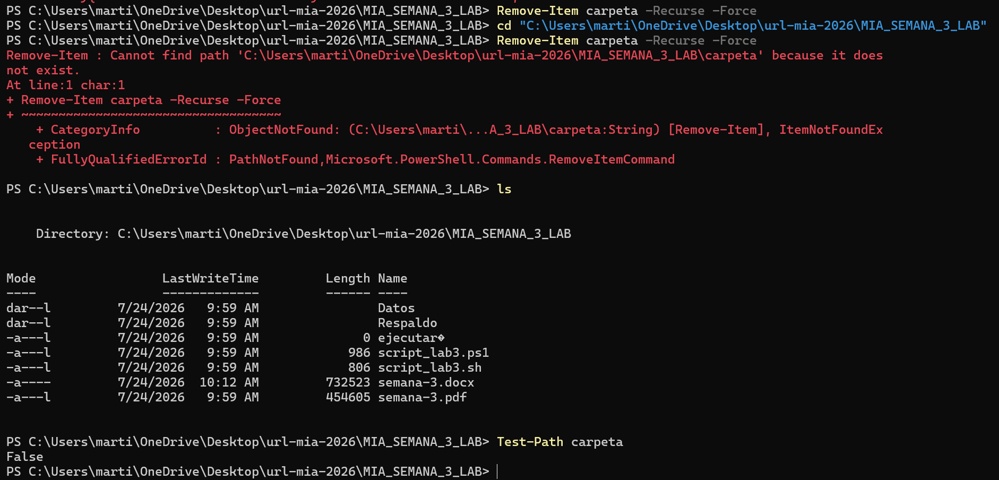 PS C:\Users\marti\OneDrive\Desktop\url-mia-2026\MIA_SEMANA_3_LAB> Remove-Item carpeta -Recurse -Force
PS C:\Users\marti\OneDrive\Desktop\url-mia-2026\MIA_SEMANA_3_LAB> cd "C:\Users\marti\OneDrive\Desktop\url-mia-2026\MIA_SEMANA_3_LAB"
PS C:\Users\marti\OneDrive\Desktop\url-mia-2026\MIA_SEMANA_3_LAB> Remove-Item carpeta -Recurse -Force
Remove-Item : Cannot find path 'C:\Users\marti\OneDrive\Desktop\url-mia-2026\MIA_SEMANA_3_LAB\carpeta' because it does
not exist.
At line:1 char:1
+ Remove-Item carpeta -Recurse -Force
+ ~~~~~~~~~~~~~~~~~~~~~~~~~~~~~~~~~~~
    + CategoryInfo          : ObjectNotFound: (C:\Users\marti\...A_3_LAB\carpeta:String) [Remove-Item], ItemNotFoundEx
   ception
    + FullyQualifiedErrorId : PathNotFound,Microsoft.PowerShell.Commands.RemoveItemCommand
PS C:\Users\marti\OneDrive\Desktop\url-mia-2026\MIA_SEMANA_3_LAB> ls
    Directory: C:\Users\marti\OneDrive\Desktop\url-mia-2026\MIA_SEMANA_3_LAB
Mode                 LastWriteTime         Length Name
----                 -------------         ------ ----
dar--l         7/24/2026   9:59 AM                Datos
dar--l         7/24/2026   9:59 AM                Respaldo
-a---l         7/24/2026   9:59 AM              0 ejecutar�
-a---l         7/24/2026   9:59 AM            986 script_lab3.ps1
-a---l         7/24/2026   9:59 AM            806 script_lab3.sh
-a----         7/24/2026  10:12 AM         732523 semana-3.docx
-a---l         7/24/2026   9:59 AM         454605 semana-3.pdf
PS C:\Users\marti\OneDrive\Desktop\url-mia-2026\MIA_SEMANA_3_LAB> Test-Path carpeta
False
PS C:\Users\marti\OneDrive\Desktop\url-mia-2026\MIA_SEMANA_3_LAB>